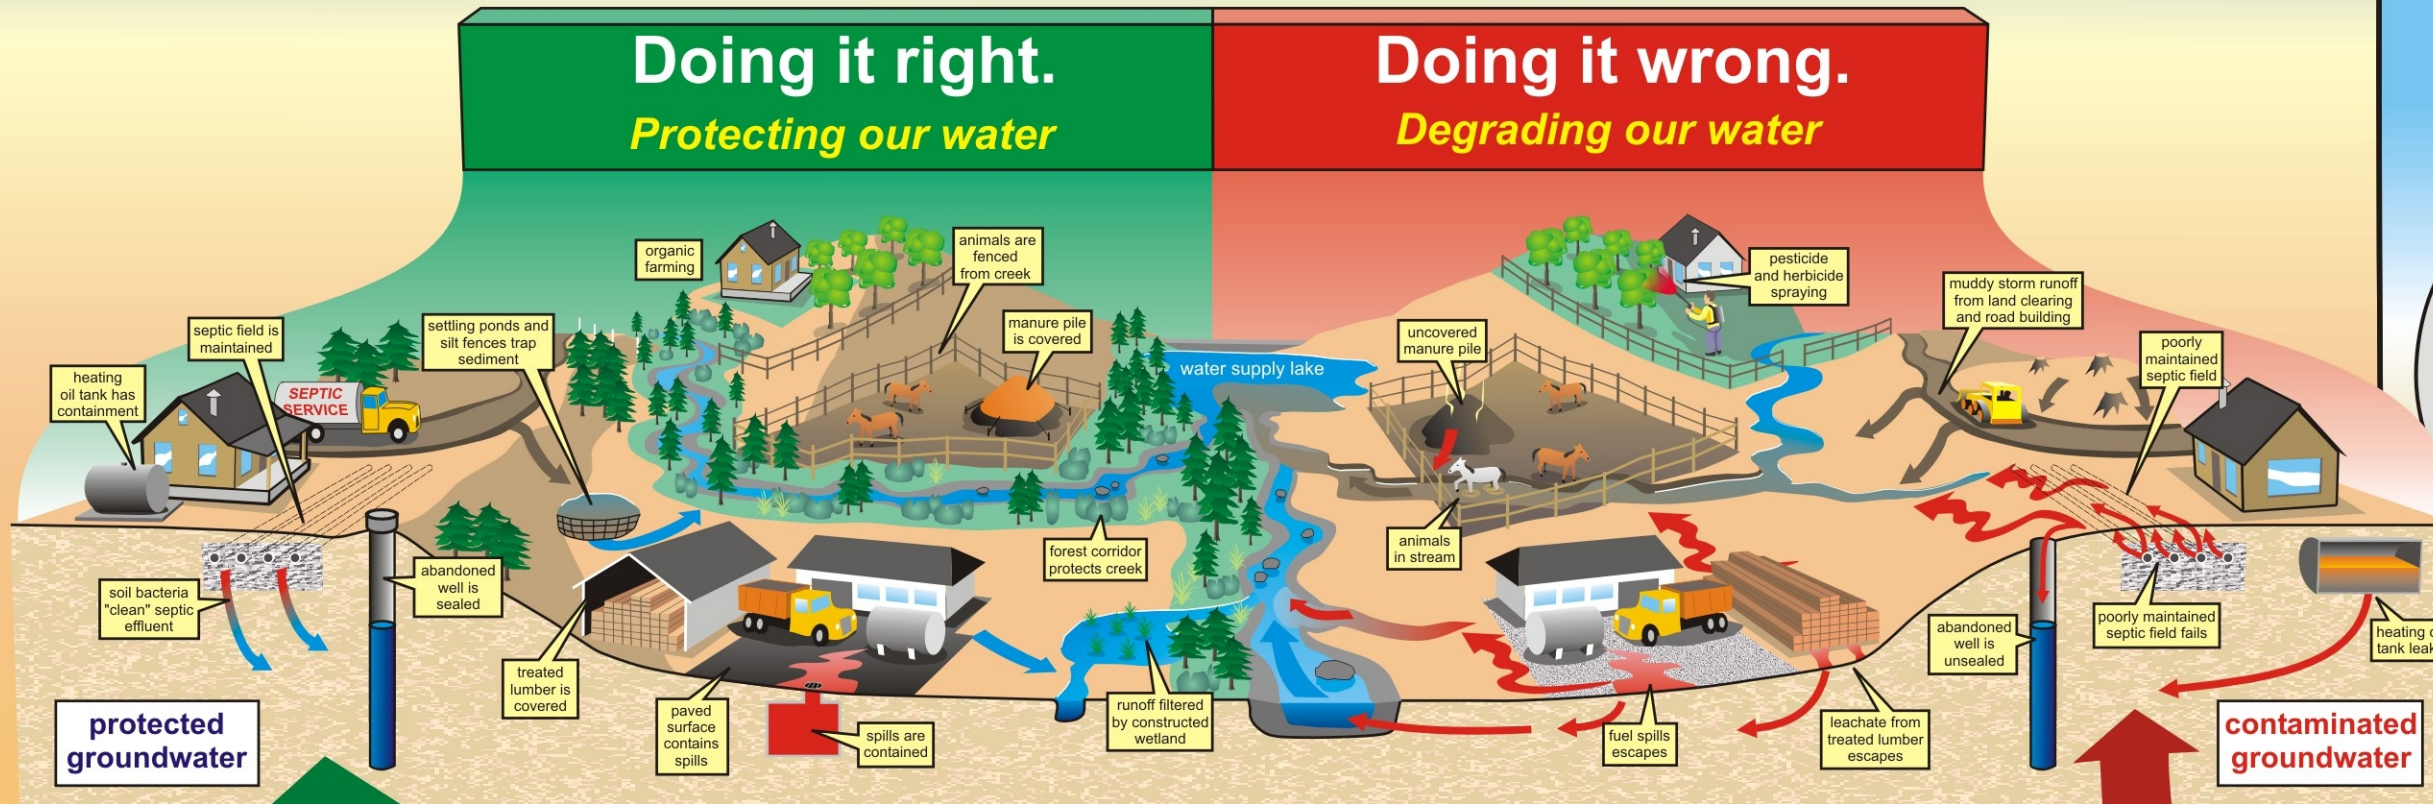 Doing it right.
Protecting our water
Doing it wrong.
Degrading our water
organic
farming
animals are
fenced
from creek
pesticide
and herbicide
spraying
muddy storm runoff
from land clearing
and road building
septic field is
maintained
settling ponds and
silt fences trap
sediment
manure pile
is covered
uncovered
manure pile
poorly
maintained
septic field
water supply lake
heating
oil tank has
containment
SEPTIC
SERVICE
animals
in stream
forest corridor
protects creek
abandoned
well is
sealed
soil bacteria
"clean" septic
effluent
poorly maintained
septic field fails
abandoned
well is
unsealed
heating
tank
treated
lumber is
covered
paved
surface
contains
spills
spills are
contained
runoff filtered
by constructed
wetland
fuel spills
escapes
leachate from
treated lumber
escapes
protected
groundwater
contaminated
groundwater